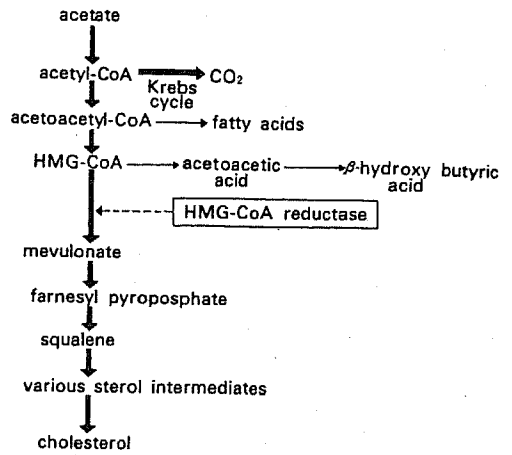 acetate
acetyl-CoA CO₂
Krebs
cycle
acetoacetyl-CoA fatty acids
HMG-CoA acetoacetic β-hydroxy butyric
acid acid
HMG-CoA reductase
mevulonate
farnesyl pyroposphate
squalene
various sterol intermediates
cholesterol